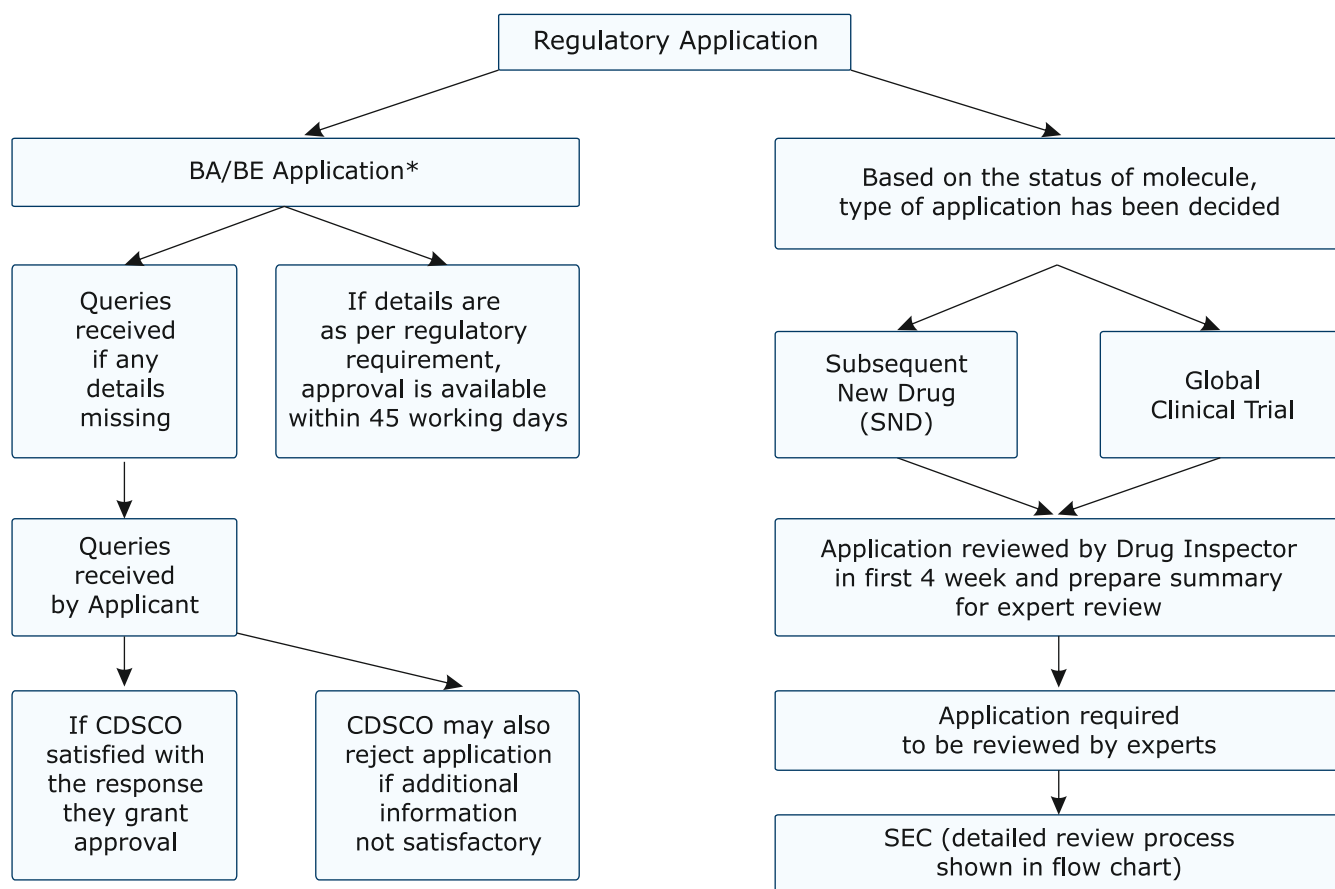 Regulatory Application
BA/BE Application*
Based on the status of molecule,
type of application has been decided
Queries
received
if any
details
missing
If details are
as per regulatory
requirement,
approval is available
within 45 working days
Subsequent
New Drug
(SND)
Global
Clinical Trial
Queries
received
by Applicant
Application reviewed by Drug Inspector
in first 4 week and prepare summary
for expert review
If CDSCO
satisfied with
the response
they grant
approval
CDSCO may also
reject application
if additional
information
not satisfactory
Application required
to be reviewed by experts
SEC (detailed review process
shown in flow chart)